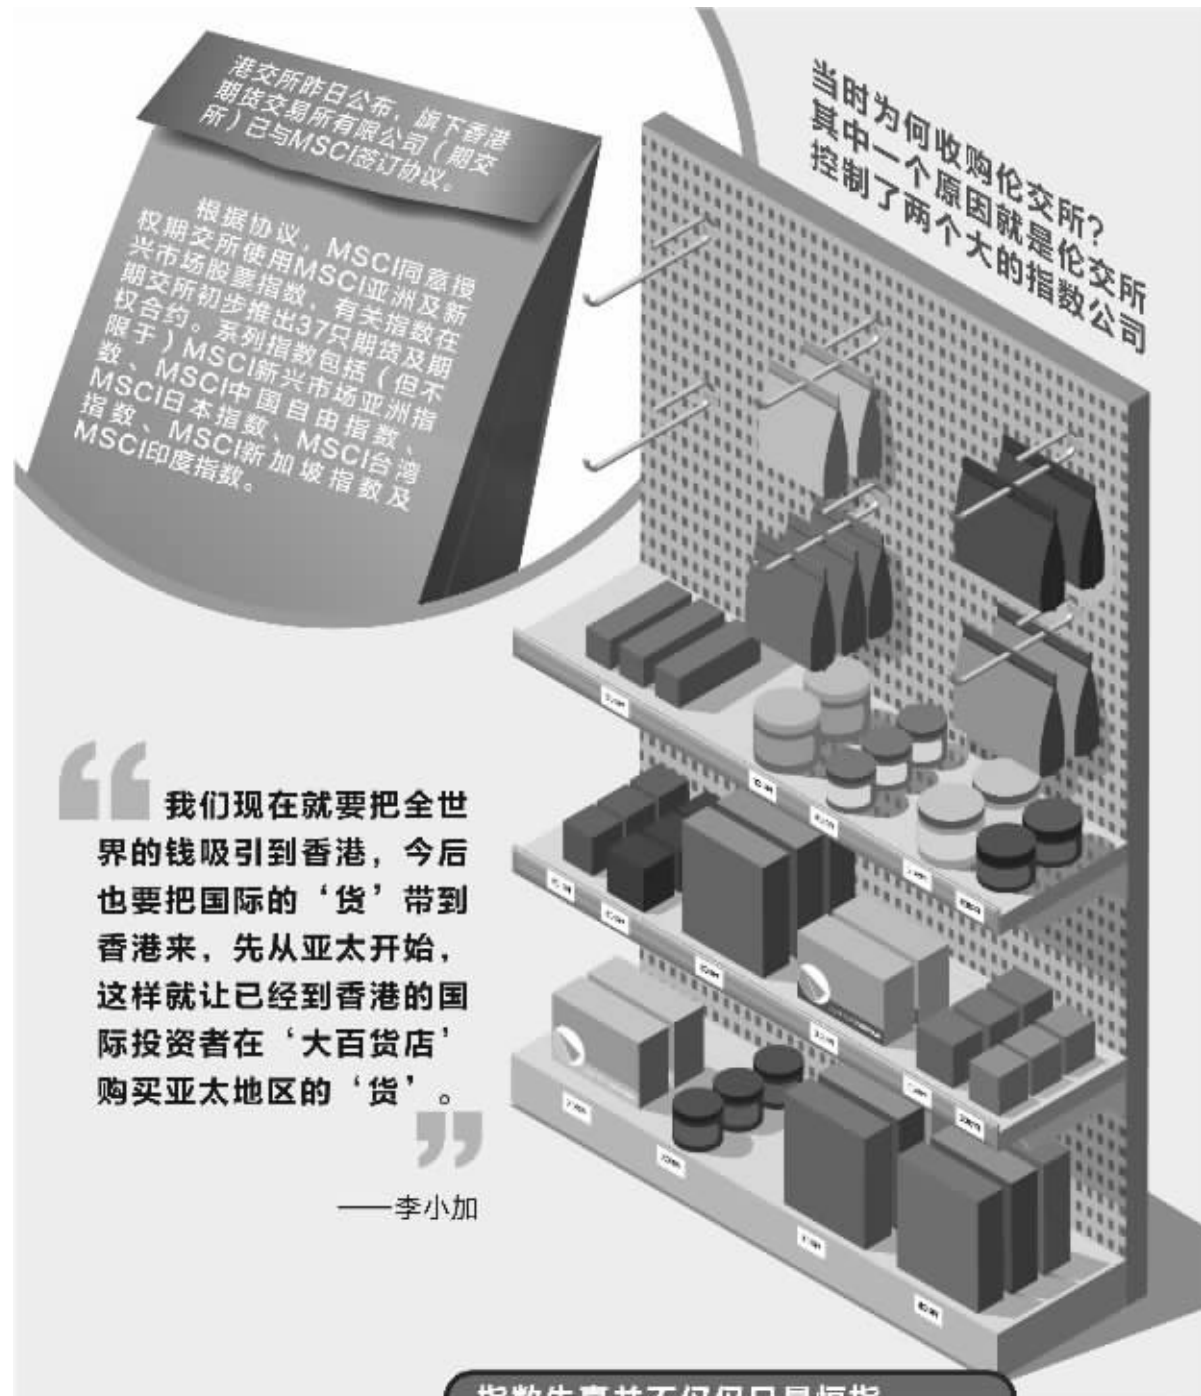 港交所昨日公布，旗下香港
期货交易所有限公司（期交
所）已与MSCI签订协议。
根据协议，MSCI同意授
权期交所使用MSCI亚洲及新
兴市场股票指数，有关指数在
期交所初步推出37只期货及期
权合约。系列指数包括（但不
限于）MSCI新兴市场亚洲指
数、MSCI中国自由指数、
MSCI日本指数、MSCI台湾
指数、MSCI新加坡指数及
MSCI印度指数。
当时为何收购伦交所？
其中一个原因就是伦交所
控制了两个大的指数公司
我们现在就要把全世
界的钱吸引到香港，今后
也要把国际的‘货’带到
香港来，先从亚太开始，
这样就让已经到香港的国
际投资者在‘大百货店’
购买亚太地区的‘货’。
——李小加